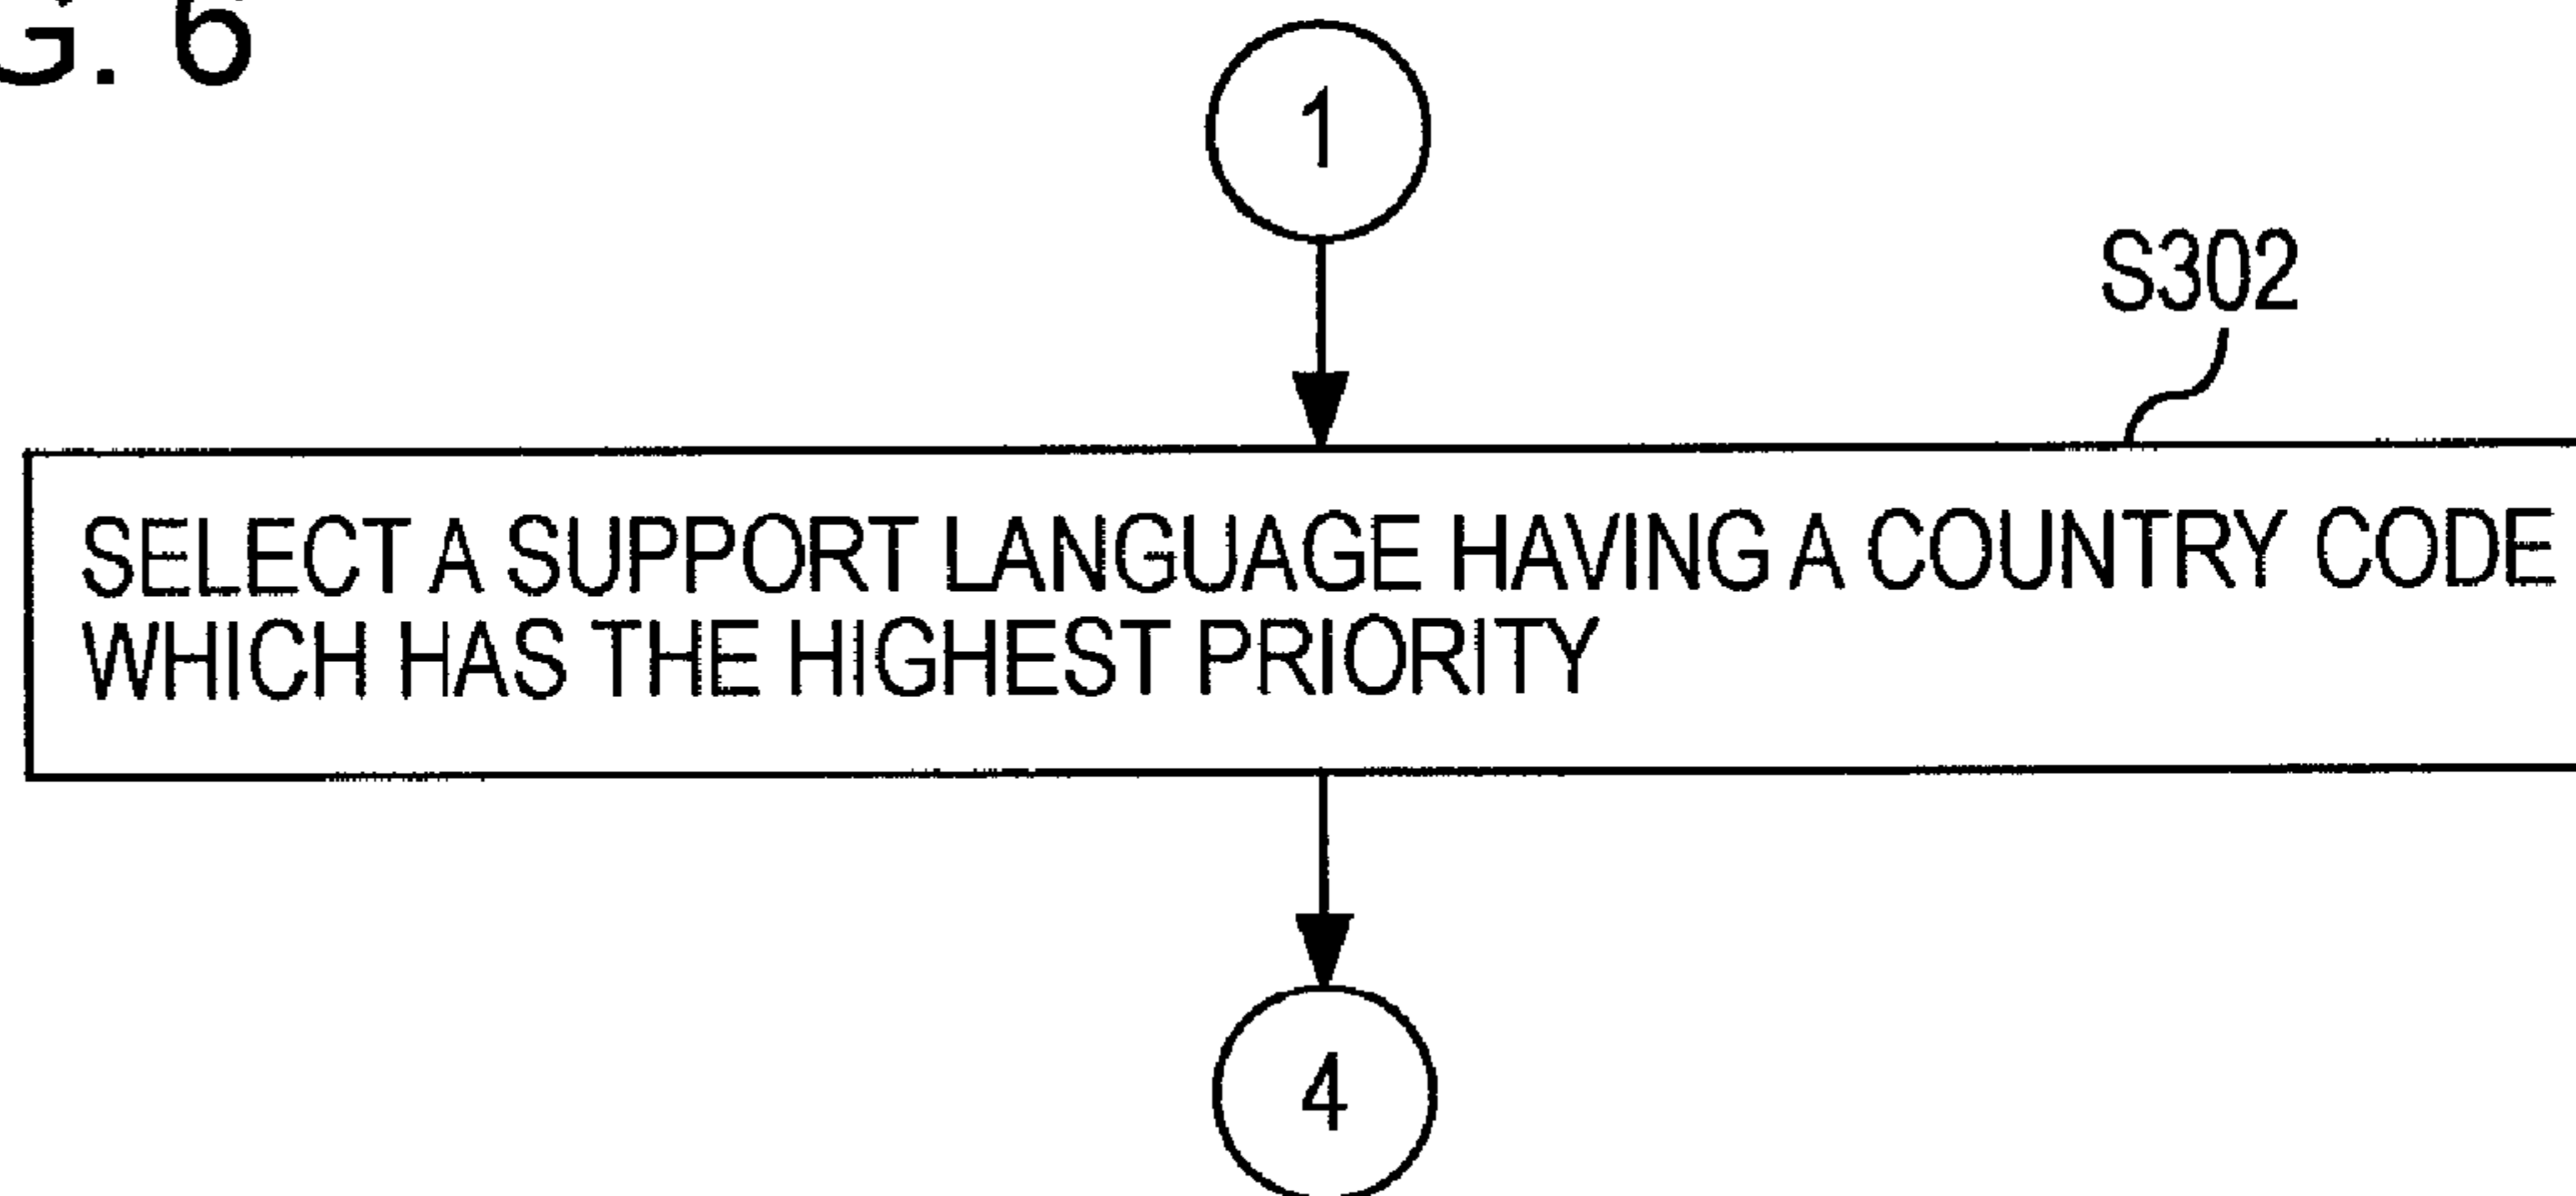 G. 6
1
S302
SELECT A SUPPORT LANGUAGE HAVING A COUNTRY CODE
WHICH HAS THE HIGHEST PRIORITY
4